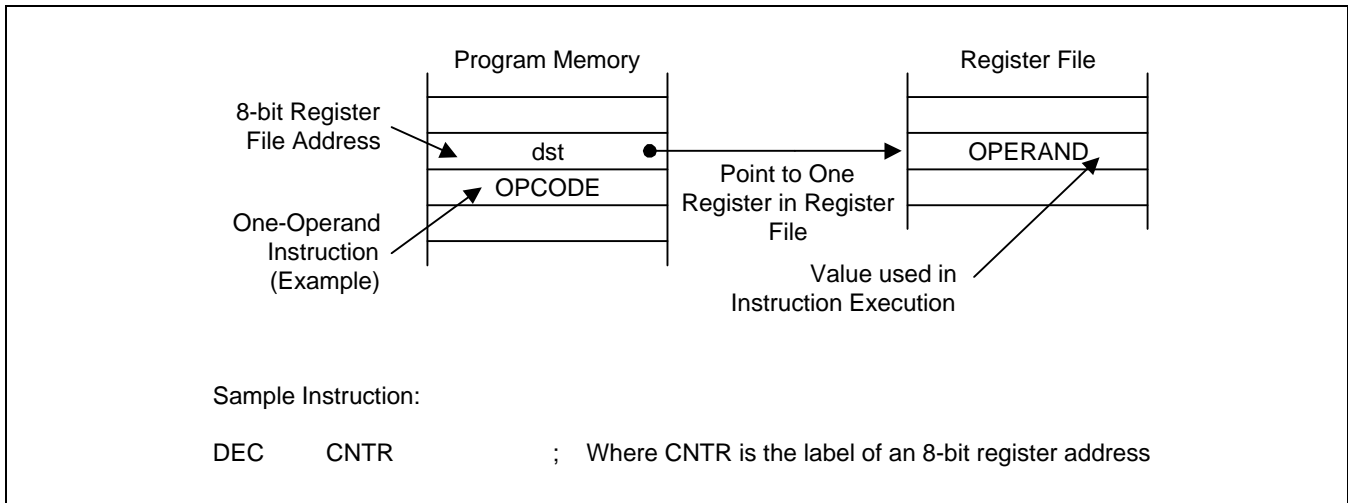 Program Memory
Register File
8-bit Register
File Address
dst
OPERAND
OPCODE
Point to One
Register in Register
File
One-Operand
Instruction
(Example)
Value used in
Instruction Execution
Sample Instruction:
DEC CNTR ; Where CNTR is the label of an 8-bit register address